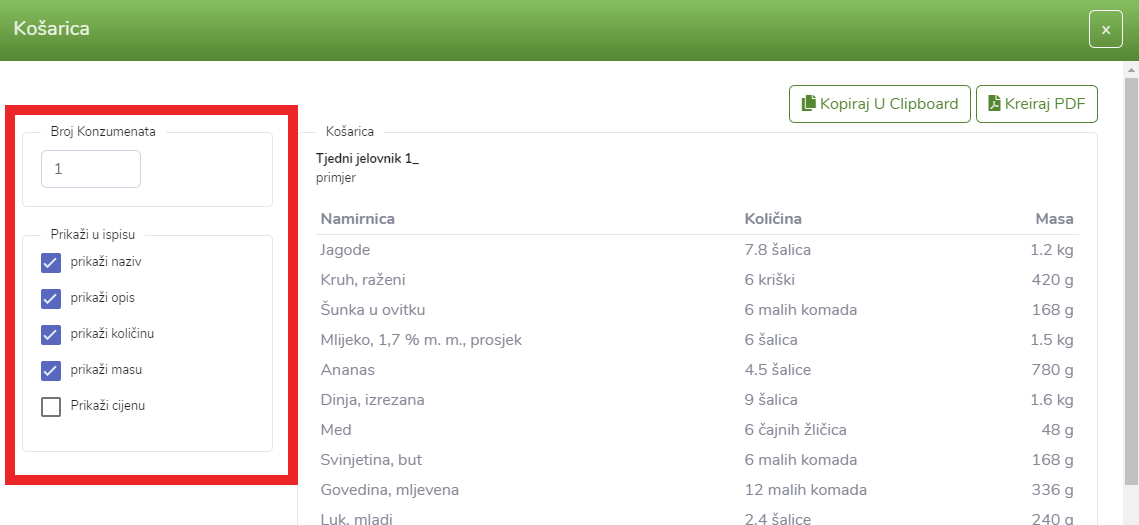 Košarica
x
Kopiraj U Clipboard
Kreiraj PDF
Broj Konzumenata
1
Prikaži u ispisu
prikaži naziv
prikaži opis
prikaži količinu
prikaži masu
Prikaži cijenu
Košarica
Tjedni jelovnik 1_
primjer
Namirnica Količina Masa
Jagode 7.8 šalica 1.2 kg
Kruh, raženi 6 kriški 420 g
Šunka u ovitku 6 malih komada 168 g
Mlijeko, 1,7 % m. m., prosjek 6 šalica 1.5 kg
Ananas 4.5 šalice 780 g
Dinja, izrezana 9 šalica 1.6 kg
Med 6 čajnih žličica 48 g
Svinjetina, but 6 malih komada 168 g
Govedina, mljevena 12 malih komada 336 g
Luk, mladi 2.4 šalice 240 g